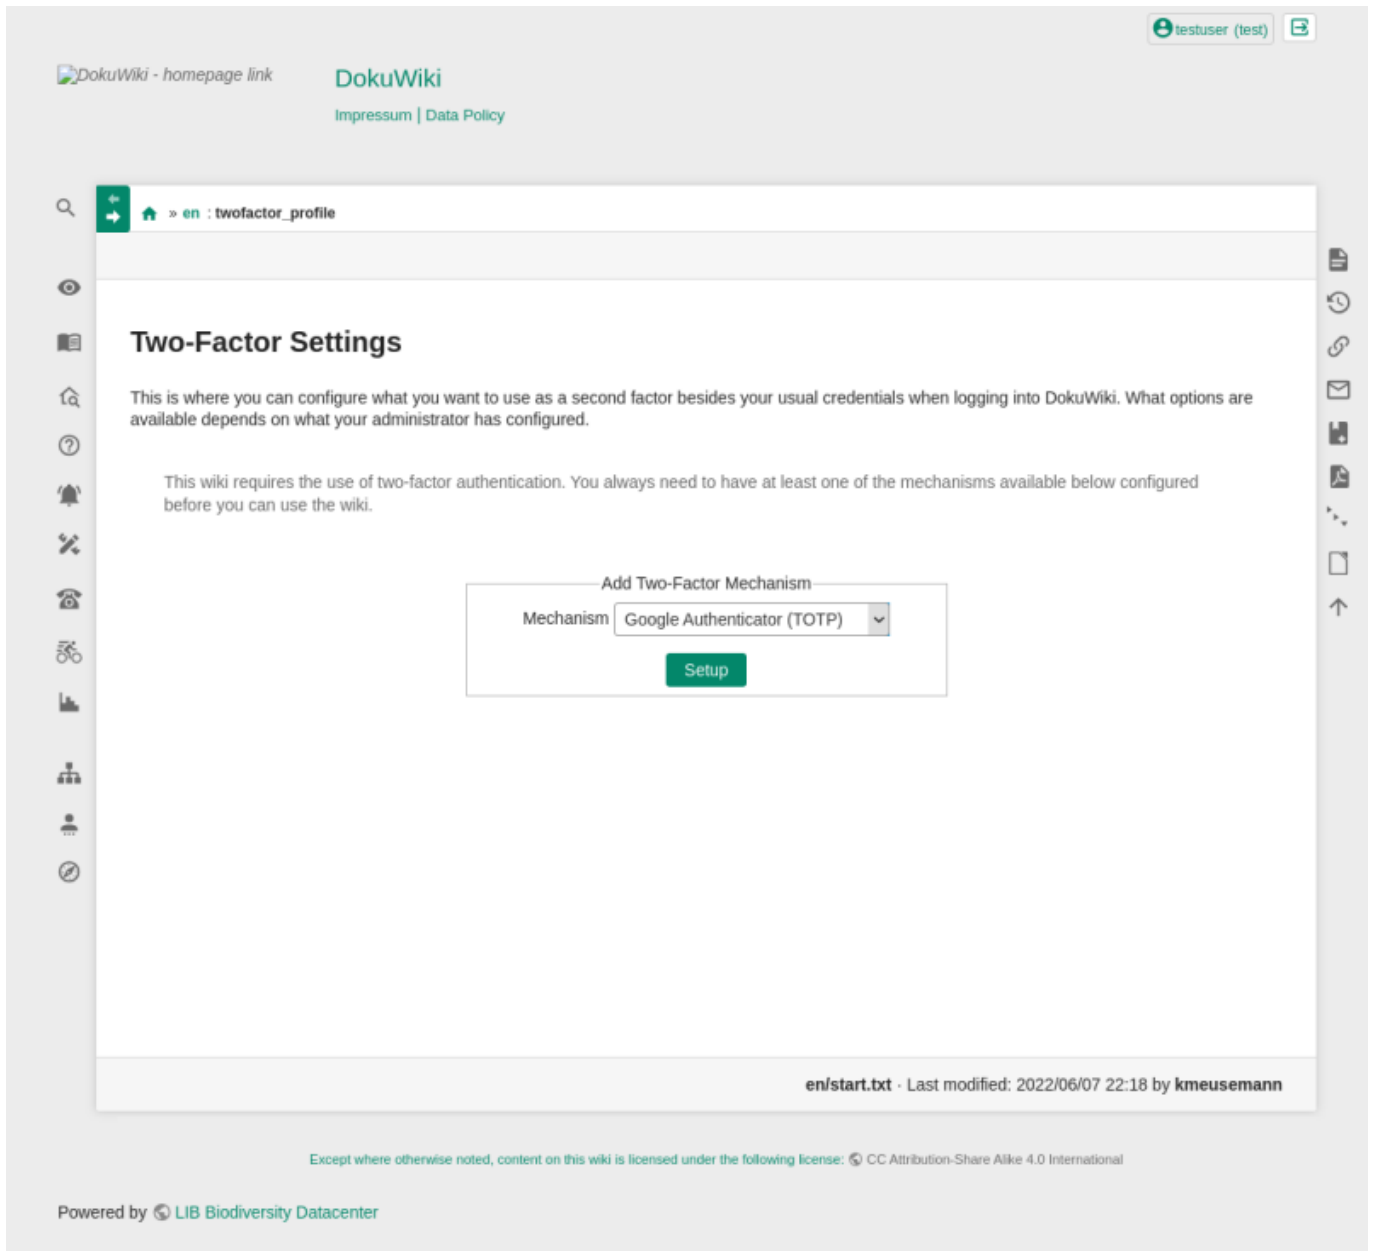 testuser (test)
DokuWiki - homepage link
DokuWiki
Impressum | Data Policy
» en : twofactor_profile
Two-Factor Settings
This is where you can configure what you want to use as a second factor besides your usual credentials when logging into DokuWiki. What options are
available depends on what your administrator has configured.
This wiki requires the use of two-factor authentication. You always need to have at least one of the mechanisms available below configured
before you can use the wiki.
Add Two-Factor Mechanism
Mechanism Google Authenticator (TOTP)
Setup
en/start.txt · Last modified: 2022/06/07 22:18 by kmeusemann
Except where otherwise noted, content on this wiki is licensed under the following license: CC Attribution-Share Alike 4.0 International
Powered by LIB Biodiversity Datacenter